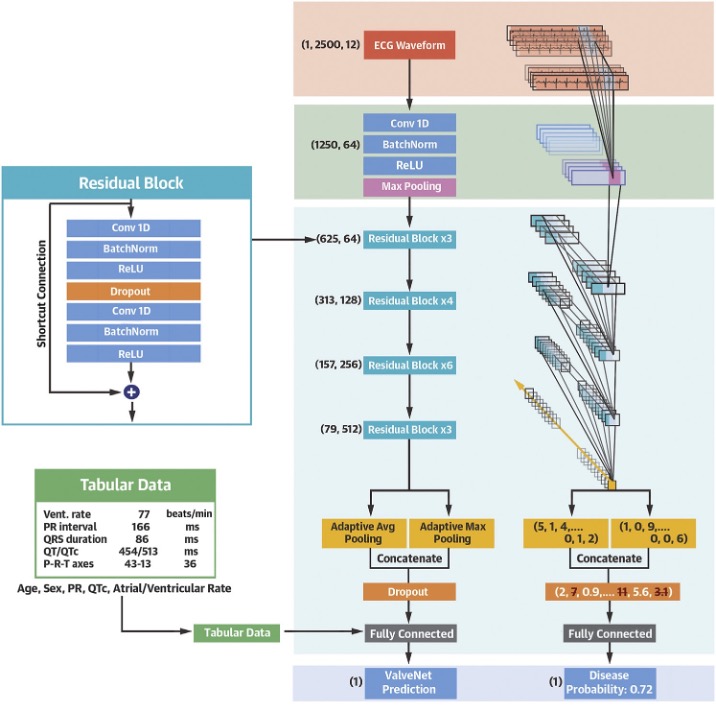 (1, 2500, 12)
ECG Waveform
(1250, 64)
Conv 1D
BatchNorm
ReLU
Max Pooling
Residual Block
Shortcut Connection
Conv 1D
BatchNorm
ReLU
Dropout
Conv 1D
BatchNorm
ReLU
+
(625, 64)
Residual Block x3
(313, 128)
Residual Block x4
(157, 256)
Residual Block x6
(79, 512)
Residual Block x3
Tabular Data
Vent. rate 77 beats/min
PR interval 166 ms
QRS duration 86 ms
QT/QTc 454/513 ms
P-R-T axes 43-13 36
Age, Sex, PR, QTc, Atrial/Ventricular Rate
Tabular Data
Adaptive Avg
Pooling
Adaptive Max
Pooling
Concatenate
Dropout
Fully Connected
(1)
ValveNet
Prediction
(5, 1, 4,....
0, 1, 2)
(1, 0, 9,....
0, 0, 6)
Concatenate
(2, 7, 0.9,.... 11, 5.6, 3.1)
Fully Connected
(1)
Disease
Probability: 0.72